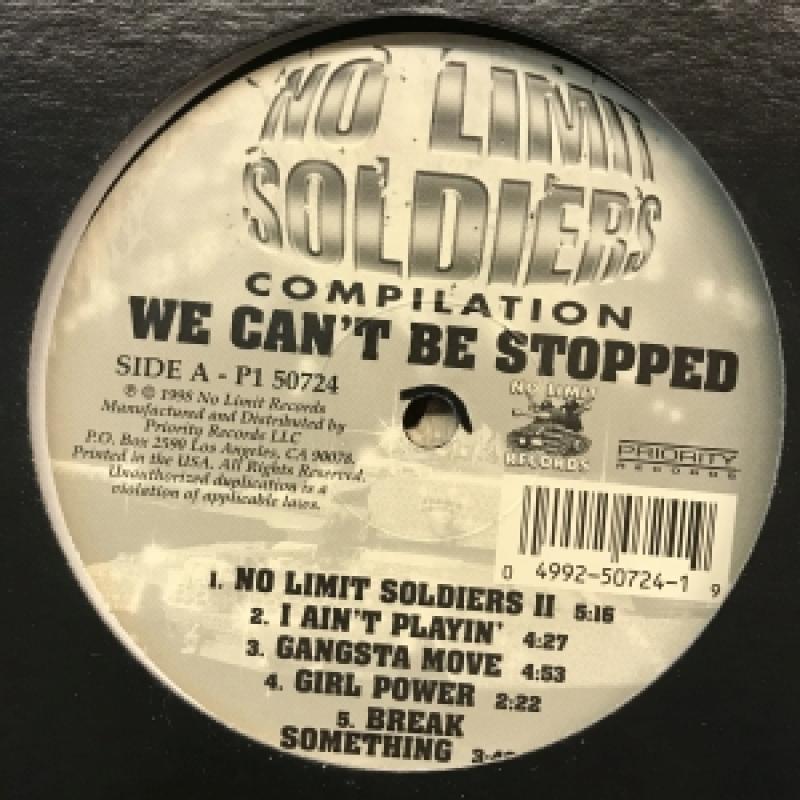 NO LIMIT
SOLDIERS
COMPILATION
WE CAN'T BE STOPPED
SIDE A - P1 50724
℗ © 1998 No Limit Records
Manufactured and Distributed by
Priority Records LLC
P.O. Box 2590 Los Angeles, CA 90078.
Printed in the USA. All Rights Reserved.
Unauthorized duplication is a
violation of applicable laws.
NO LIMIT
RECORDS
PRIORITY
RECORDS
0 4992-50724-1 9
1. NO LIMIT SOLDIERS II 5:16
2. I AIN'T PLAYIN' 4:27
3. GANGSTA MOVE 4:53
4. GIRL POWER 2:22
5. BREAK
SOMETHING